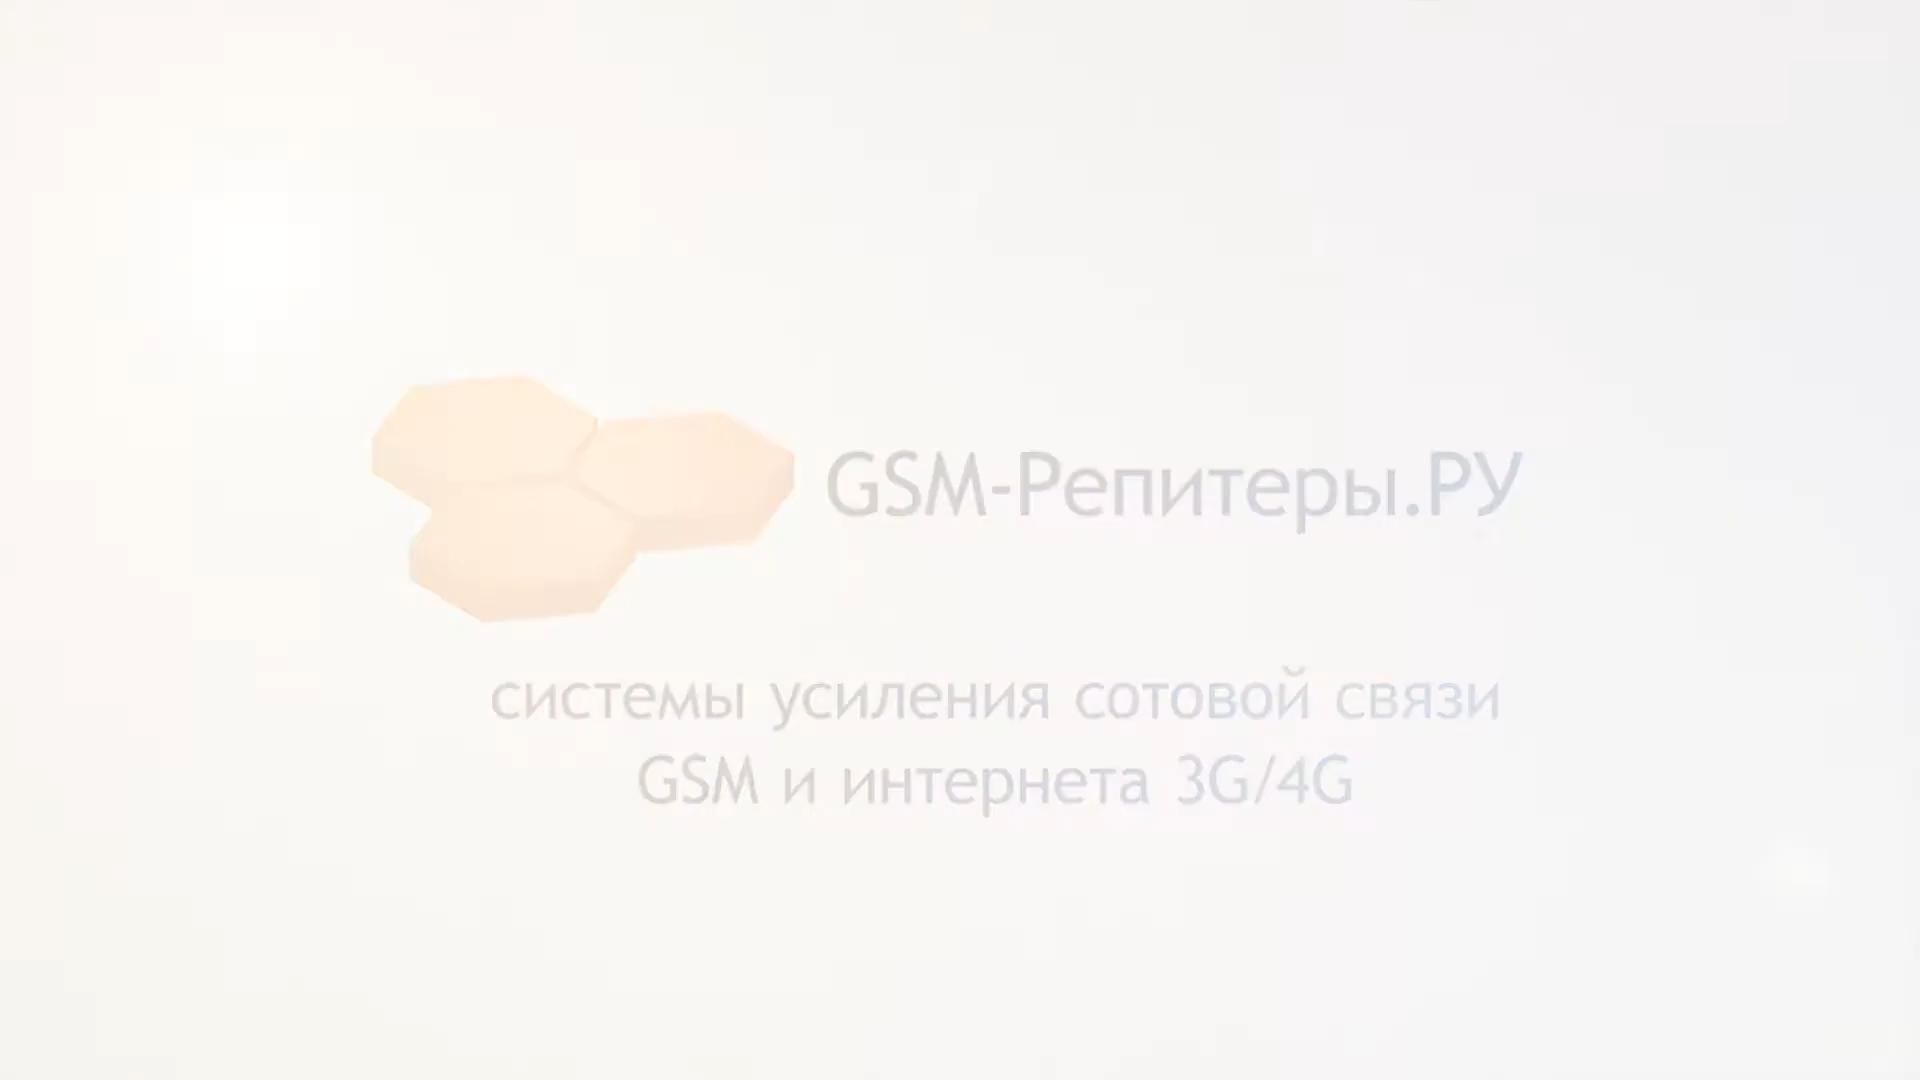 GSM-Репитеры.РУ
системы усиления сотовой связи
GSM и интернета 3G/4G